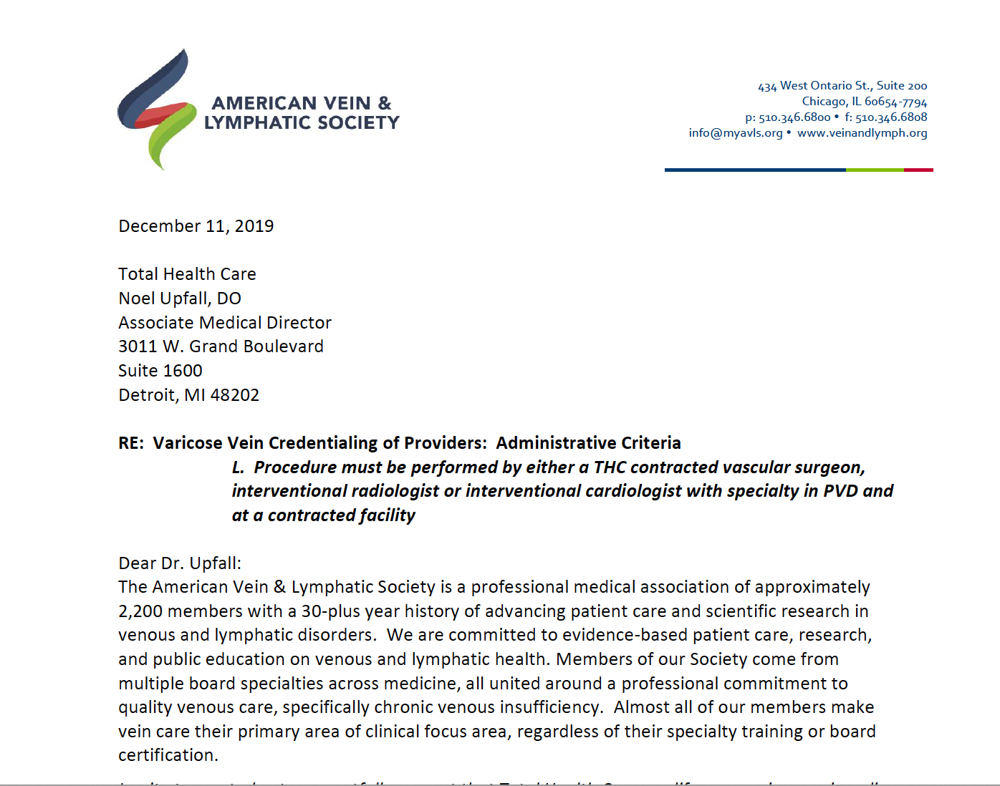 AMERICAN VEIN &
LYMPHATIC SOCIETY
434 West Ontario St., Suite 200
Chicago, IL 60654-7794
p: 510.346.6800 • f: 510.346.6808
info@myavls.org • www.veinandlymph.org
December 11, 2019
Total Health Care
Noel Upfall, DO
Associate Medical Director
3011 W. Grand Boulevard
Suite 1600
Detroit, MI 48202
RE: Varicose Vein Credentialing of Providers: Administrative Criteria
L. Procedure must be performed by either a THC contracted vascular surgeon,
interventional radiologist or interventional cardiologist with specialty in PVD and
at a contracted facility
Dear Dr. Upfall:
The American Vein & Lymphatic Society is a professional medical association of approximately
2,200 members with a 30-plus year history of advancing patient care and scientific research in
venous and lymphatic disorders. We are committed to evidence-based patient care, research,
and public education on venous and lymphatic health. Members of our Society come from
multiple board specialties across medicine, all united around a professional commitment to
quality venous care, specifically chronic venous insufficiency. Almost all of our members make
vein care their primary area of clinical focus area, regardless of their specialty training or board
certification.